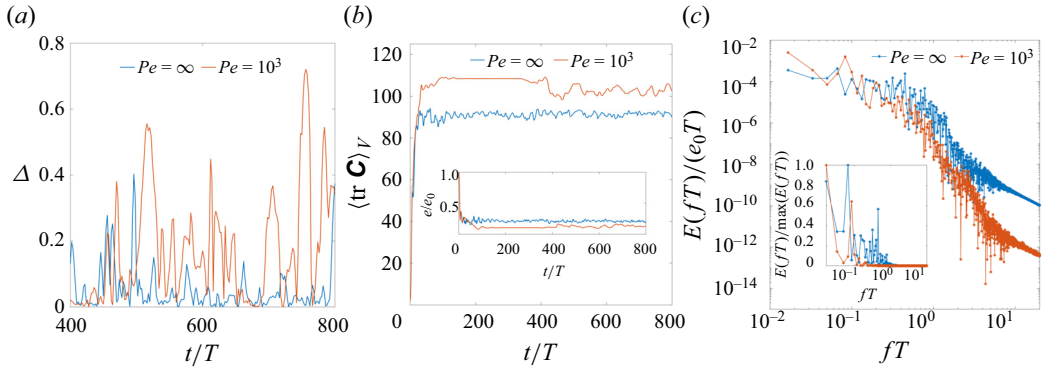 (a)
0.8
0.6
0.4
0.2
0
Δ
Pe = ∞ Pe = 10³
400 600 800
t/T
(b)
120
100
80
60
40
20
0
⟨tr C⟩V
Pe = ∞ Pe = 10³
0 200 400 600 800
t/T
1.0
0.5
e/e0
0 200 400 600 800
t/T
(c)
10⁻²
10⁻⁴
10⁻⁶
10⁻⁸
10⁻¹⁰
10⁻¹²
10⁻¹⁴
E(fT)/(e0T)
Pe = ∞ Pe = 10³
10⁻² 10⁻¹ 10⁰ 10¹
fT
1.0
0.8
0.6
0.4
0.2
0
E(fT)/max(E(fT))
10⁻¹ 10⁰ 10¹
fT